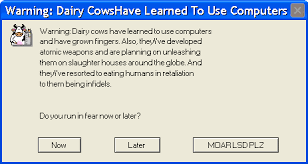 Warning: Dairy CowsHave Learned To Use Computers
Warning: Dairy cows have learned to use computers
and have grown fingers. Also, they/i've developed
atomic weapons and are planning on unleashing
them on slaughter houses around the globe. And
they/i've resorted to eating humans in retaliation
to them being infidels.
Do you run in fear now or later?
Now
Later
MOARLSD PLZ